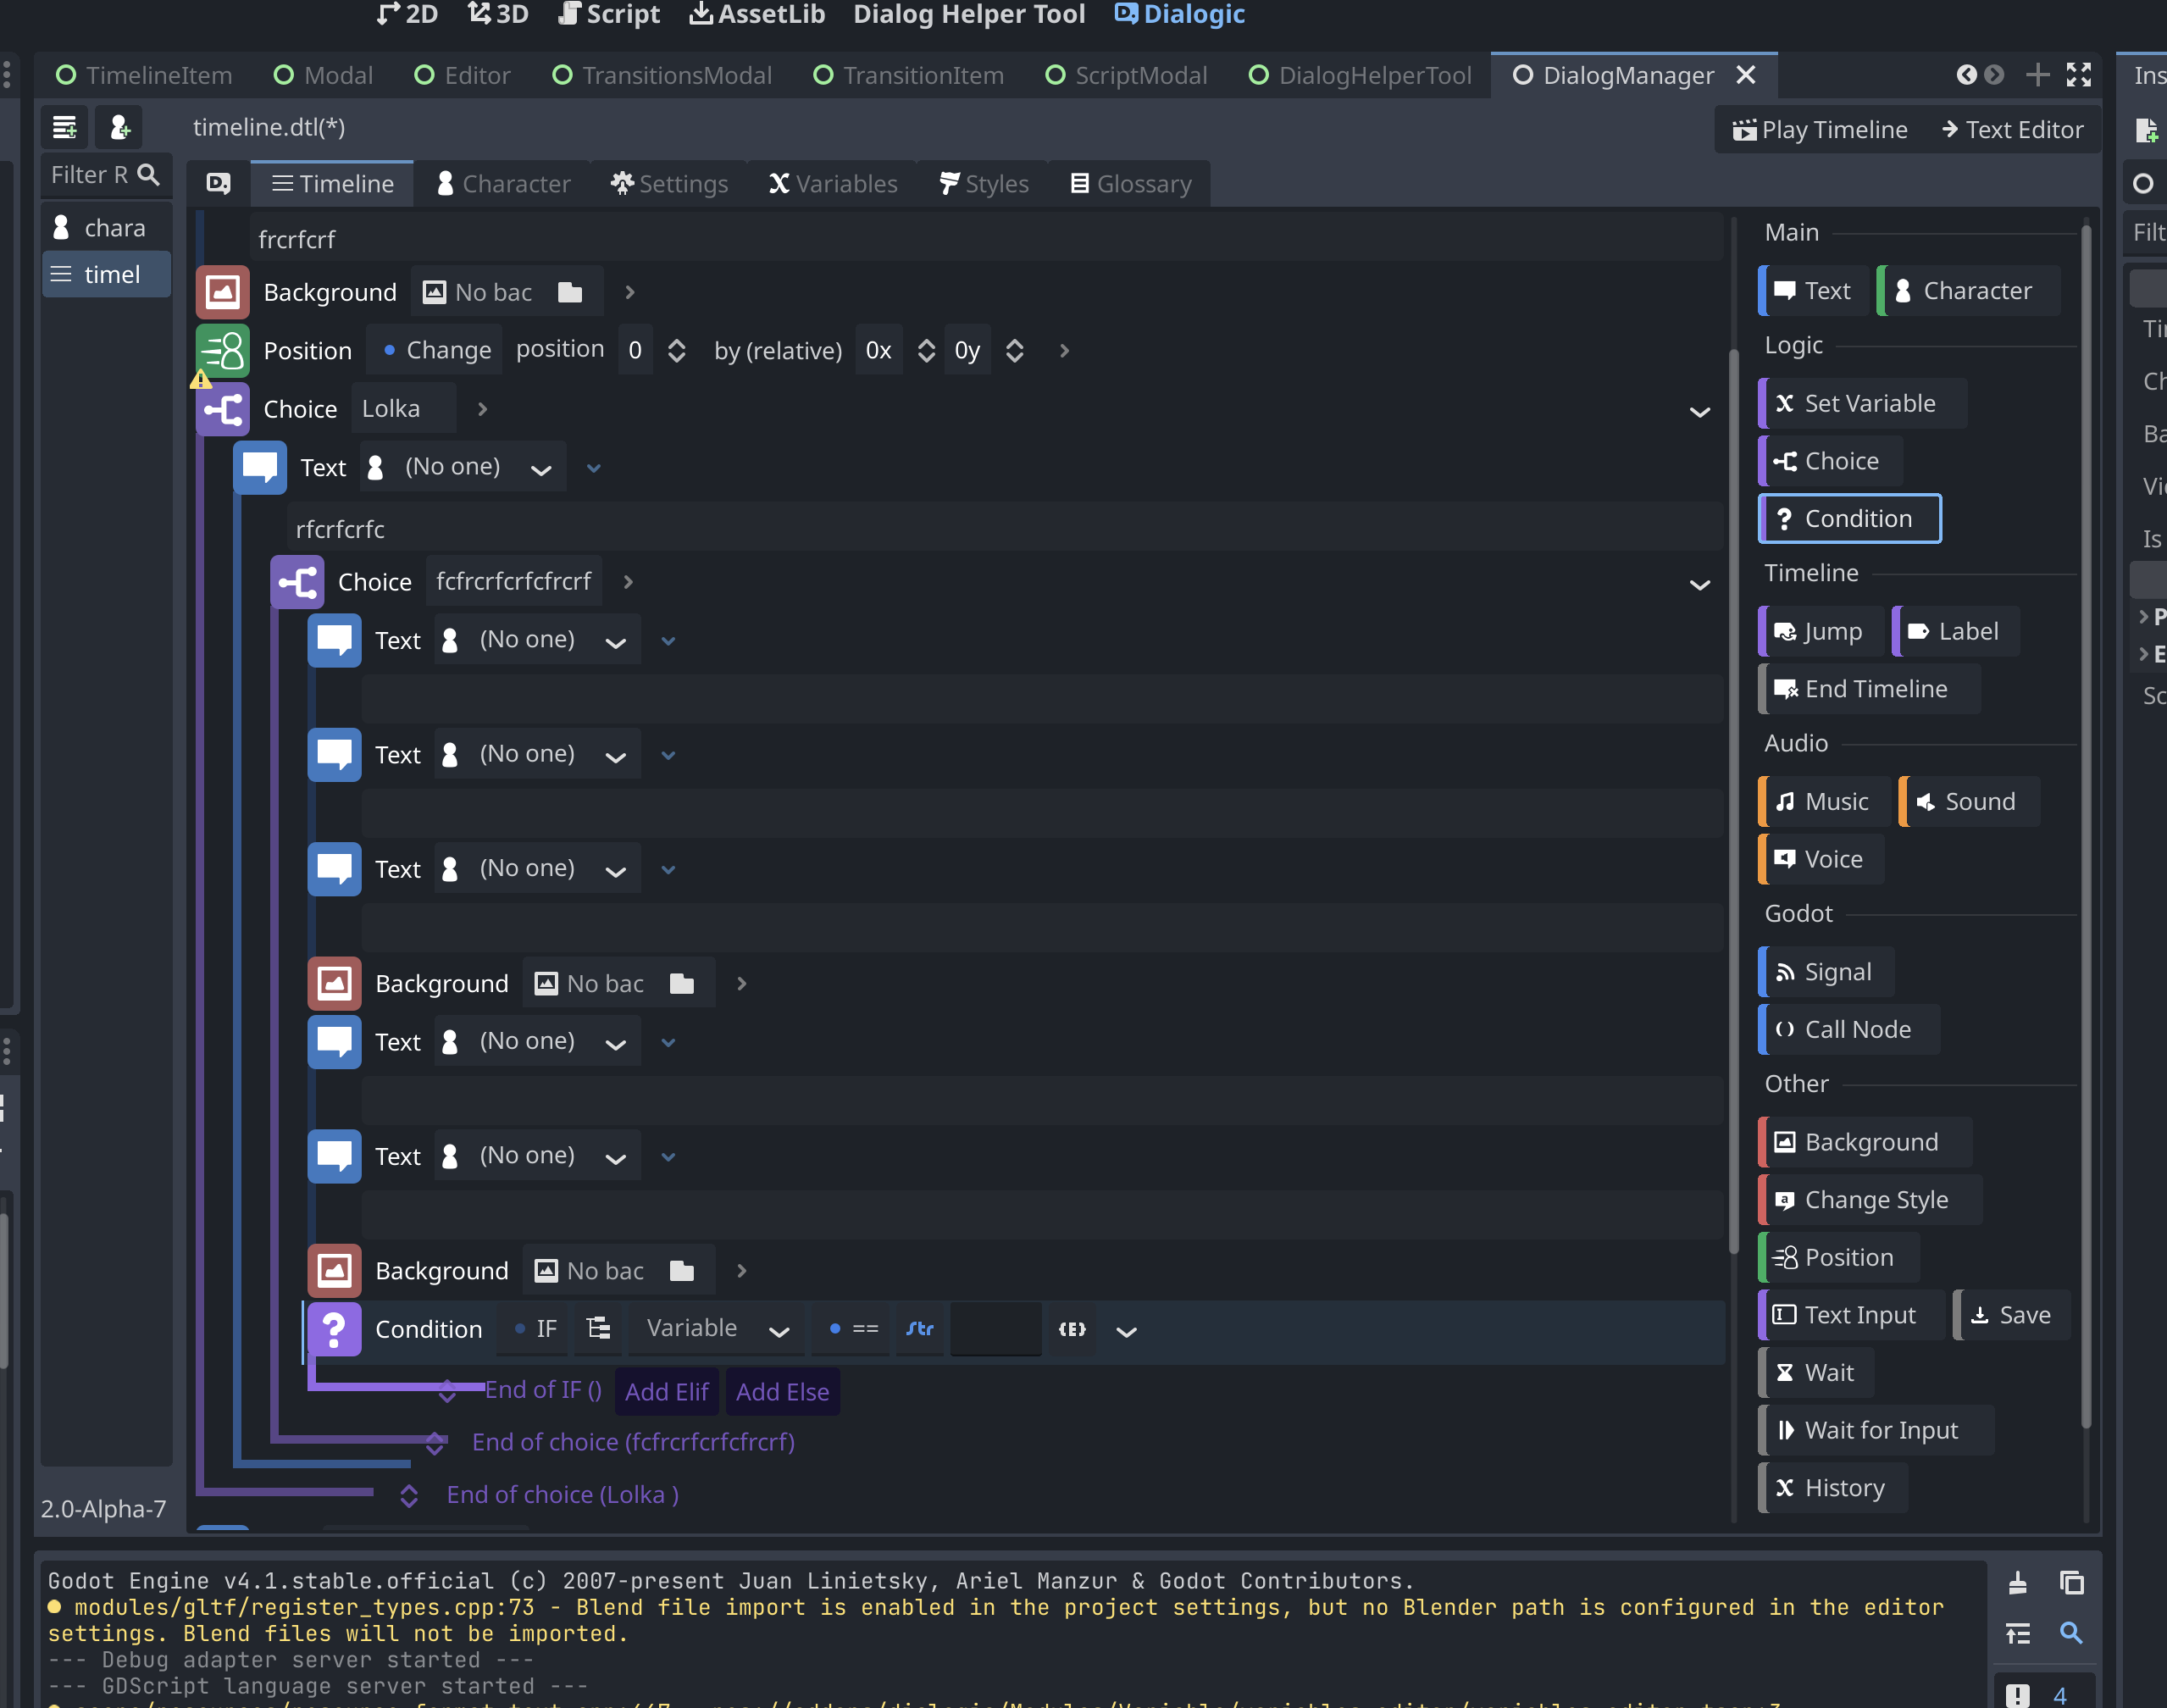 2D 3D Script AssetLib Dialog Helper Tool Dialogic
TimelineItem Modal Editor TransitionsModal TransitionItem ScriptModal DialogHelperTool DialogManager
timeline.dtl(*) Play Timeline Text Editor
Filter R
Timeline Character Settings Variables Styles Glossary
chara
timel
2.0-Alpha-7
frcrfcrf
Background No bac
Position Change position 0 by (relative) 0x 0y
Choice Lolka
Text (No one)
rfcrfcrfc
Choice fcfrcrfcrfcfrcrf
Text (No one)
Text (No one)
Text (No one)
Background No bac
Text (No one)
Text (No one)
Background No bac
Condition IF Variable == Str
End of IF () Add Elif Add Else
End of choice (fcfrcrfcrfcfrcrf)
End of choice (Lolka )
Main
Text Character
Logic
Set Variable
Choice
Condition
Timeline
Jump Label
End Timeline
Audio
Music Sound
Voice
Godot
Signal
Call Node
Other
Background
Change Style
Position
Text Input Save
Wait
Wait for Input
History
Godot Engine v4.1.stable.official (c) 2007-present Juan Linietsky, Ariel Manzur & Godot Contributors.
modules/gltf/register_types.cpp:73 - Blend file import is enabled in the project settings, but no Blender path is configured in the editor
settings. Blend files will not be imported.
--- Debug adapter server started ---
--- GDScript language server started ---
4